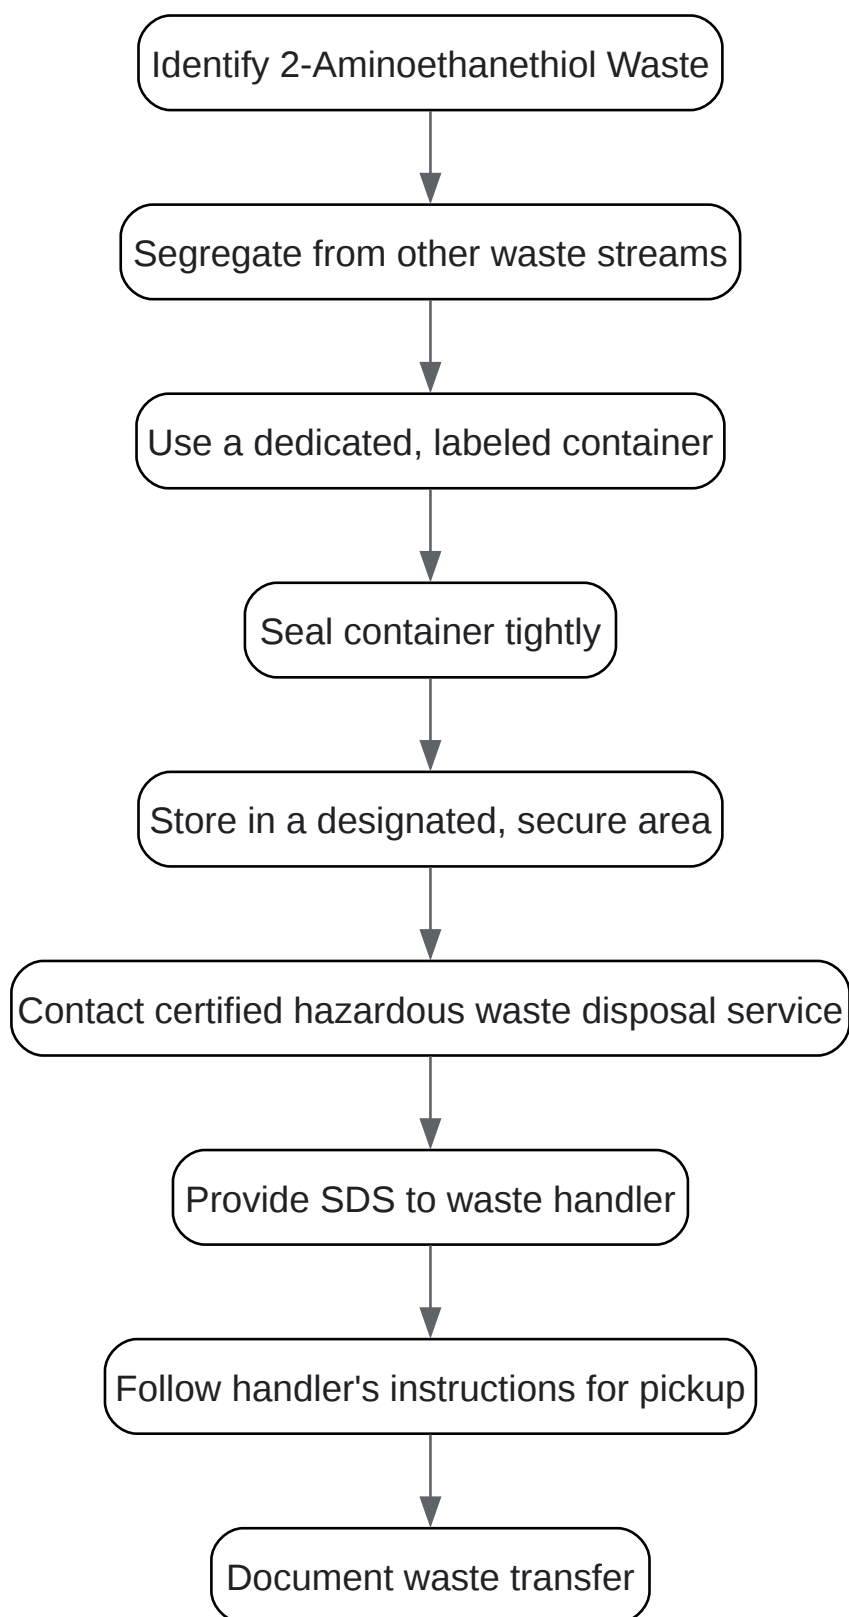 Identify 2-Aminoethanethiol Waste
Segregate from other waste streams
Use a dedicated, labeled container
Seal container tightly
Store in a designated, secure area
Contact certified hazardous waste disposal service
Provide SDS to waste handler
Follow handler's instructions for pickup
Document waste transfer